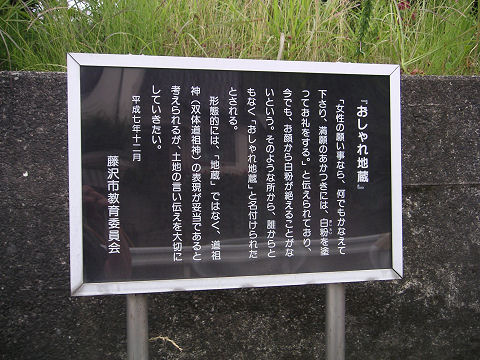 『おしゃれ地蔵』
「女性の願い事なら、何でもかなえて
下さり、満願のあかつきには、白粉を塗
ってお礼をする。」と伝えられており、
今でも、お顔から白粉が絶えることがな
いという。そのような所から、誰からと
もなく「おしゃれ地蔵」と名付けられた
とされる。
形態的には、「地蔵」ではなく、道祖
神（双体道祖神）の表現が妥当であると
考えられるが、土地の言い伝えを大切に
していきたい。
平成七年十二月
藤沢市教育委員会